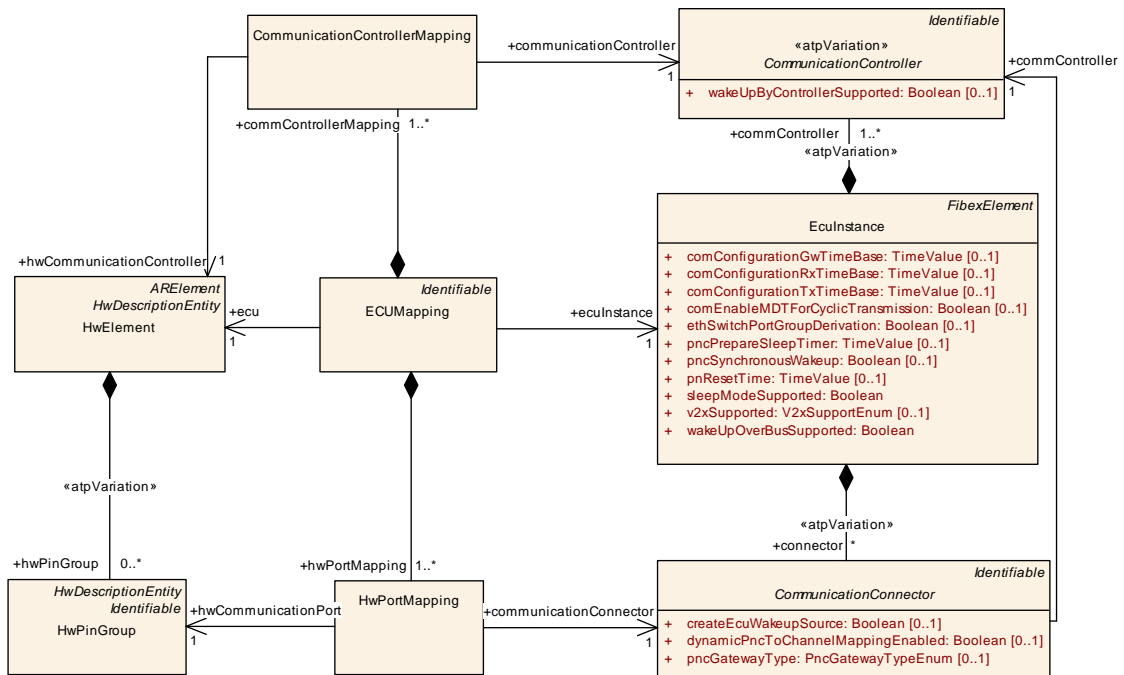 CommunicationControllerMapping
+communicationController
1
Identifiable
«atpVariation»
CommunicationController
+ wakeUpByControllerSupported: Boolean [0..1]
+commController
1
+commControllerMapping 1..*
+commController 1..*
«atpVariation»
+hwCommunicationController 1
ARElement
HwDescriptionEntity
HwElement
+ecu
1
Identifiable
ECUMapping
+ecuInstance
1
FibexElement
EcuInstance
+ comConfigurationGwTimeBase: TimeValue [0..1]
+ comConfigurationRxTimeBase: TimeValue [0..1]
+ comConfigurationTxTimeBase: TimeValue [0..1]
+ comEnableMDTForCyclicTransmission: Boolean [0..1]
+ ethSwitchPortGroupDerivation: Boolean [0..1]
+ pncPrepareSleepTimer: TimeValue [0..1]
+ pncSynchronousWakeup: Boolean [0..1]
+ pnResetTime: TimeValue [0..1]
+ sleepModeSupported: Boolean
+ v2xSupported: V2xSupportEnum [0..1]
+ wakeUpOverBusSupported: Boolean
«atpVariation»
+hwPinGroup 0..*
+hwPortMapping 1..*
«atpVariation»
+connector *
HwDescriptionEntity
Identifiable
HwPinGroup
+hwCommunicationPort
1
HwPortMapping
+communicationConnector
1
Identifiable
CommunicationConnector
+ createEcuWakeupSource: Boolean [0..1]
+ dynamicPncToChannelMappingEnabled: Boolean [0..1]
+ pncGatewayType: PncGatewayTypeEnum [0..1]